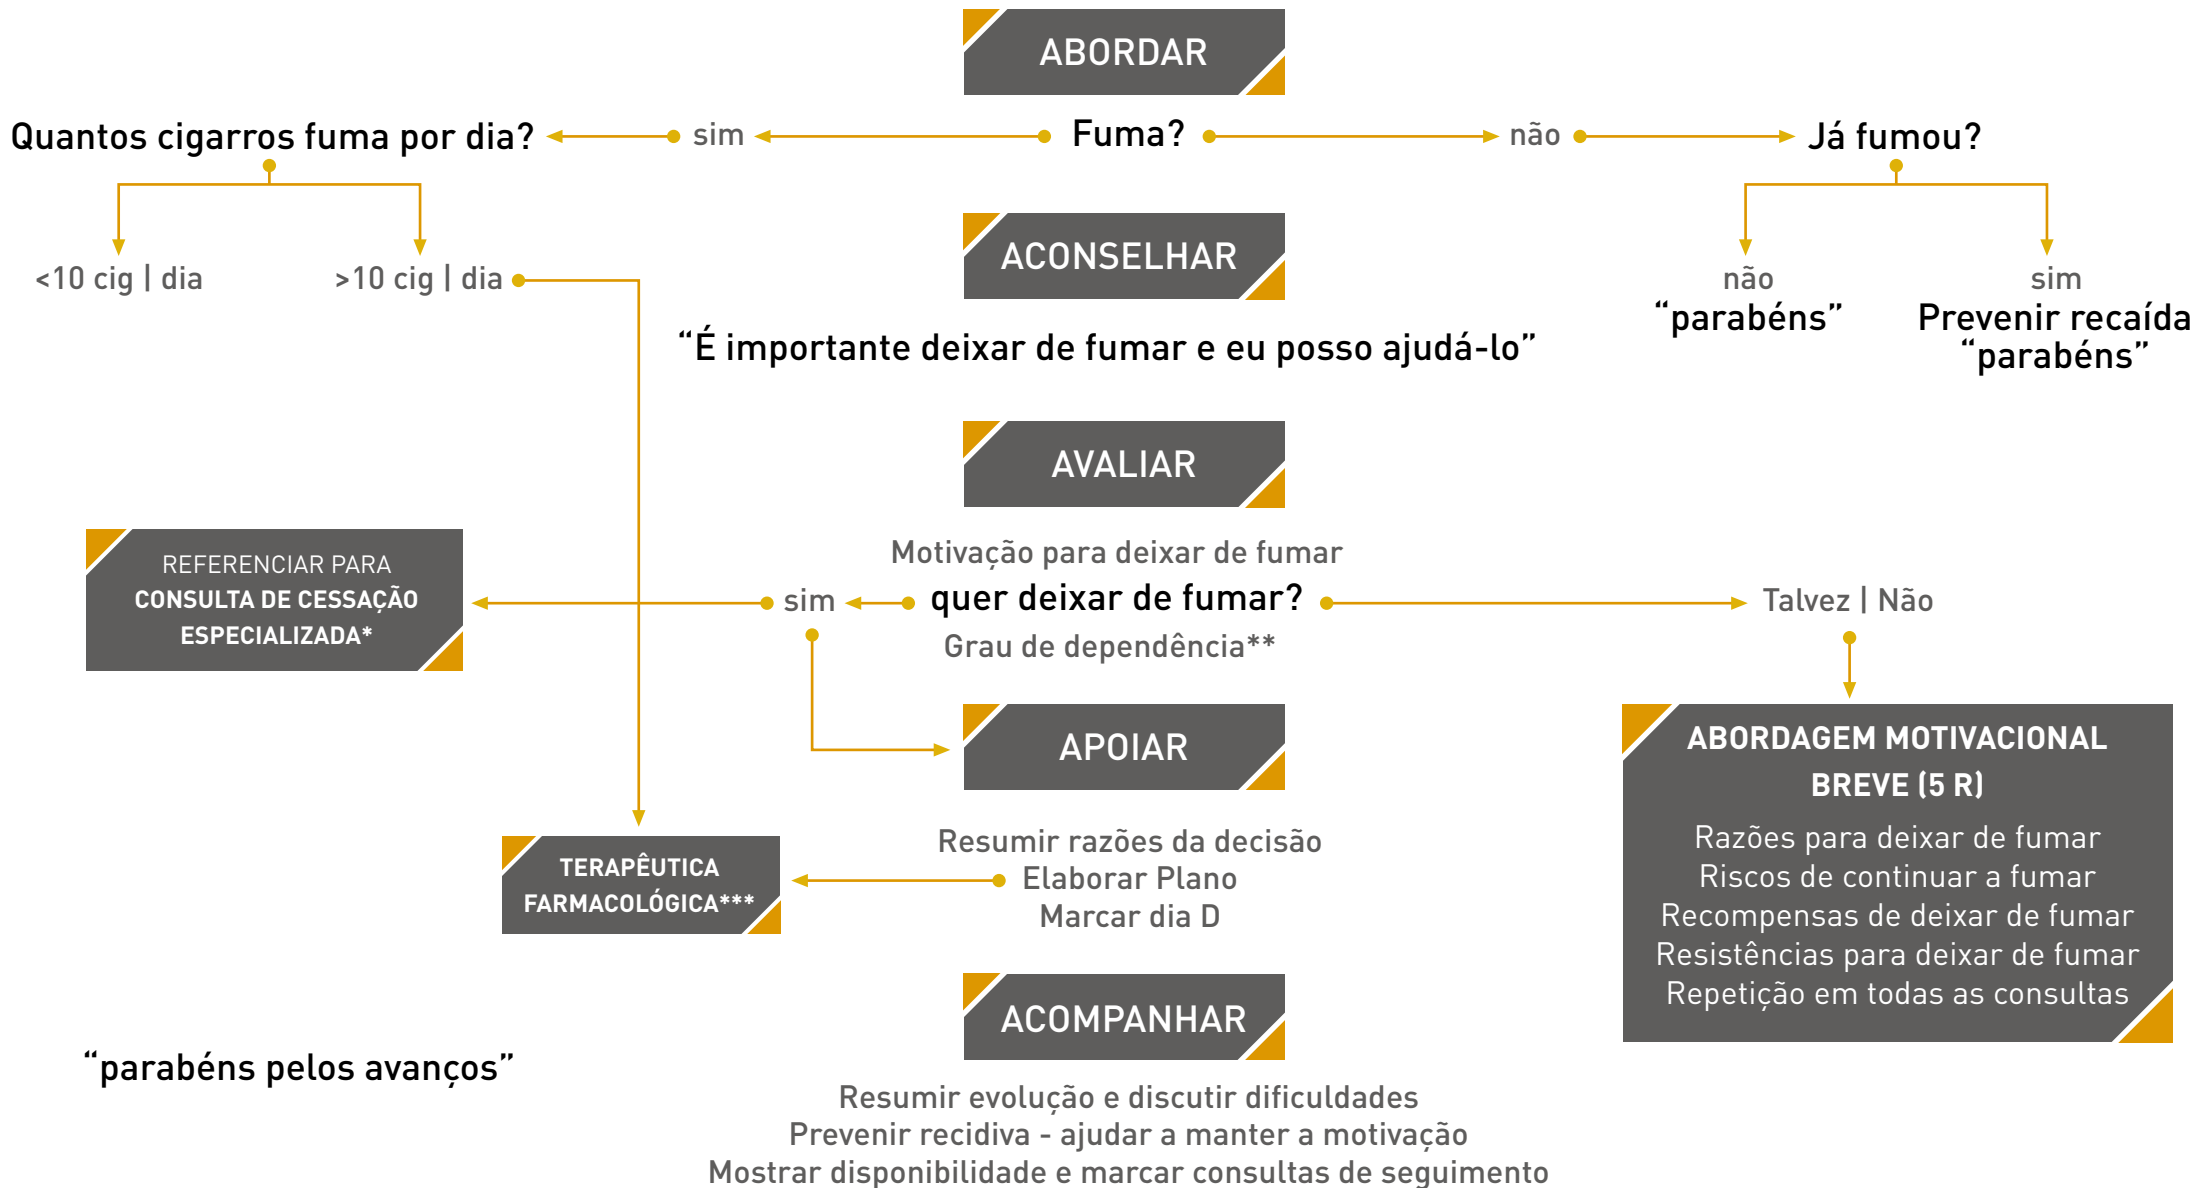 ABORDAR
Quantos cigarros fuma por dia?
sim
Fuma?
não
Já fumou?
<10 cig | dia
>10 cig | dia
ACONSELHAR
não
“parabéns”
sim
Prevenir recaída
“parabéns”
“É importante deixar de fumar e eu posso ajudá-lo”
AVALIAR
REFERENCIAR PARA
CONSULTA DE CESSAÇÃO
ESPECIALIZADA*
Motivação para deixar de fumar
sim
quer deixar de fumar?
Talvez | Não
Grau de dependência**
APOIAR
ABORDAGEM MOTIVACIONAL
BREVE (5 R)
Razões para deixar de fumar
Riscos de continuar a fumar
Recompensas de deixar de fumar
Resistências para deixar de fumar
Repetição em todas as consultas
TERAPÊUTICA
FARMACOLÓGICA***
Resumir razões da decisão
Elaborar Plano
Marcar dia D
ACOMPANHAR
“parabéns pelos avanços”
Resumir evolução e discutir dificuldades
Prevenir recidiva - ajudar a manter a motivação
Mostrar disponibilidade e marcar consultas de seguimento